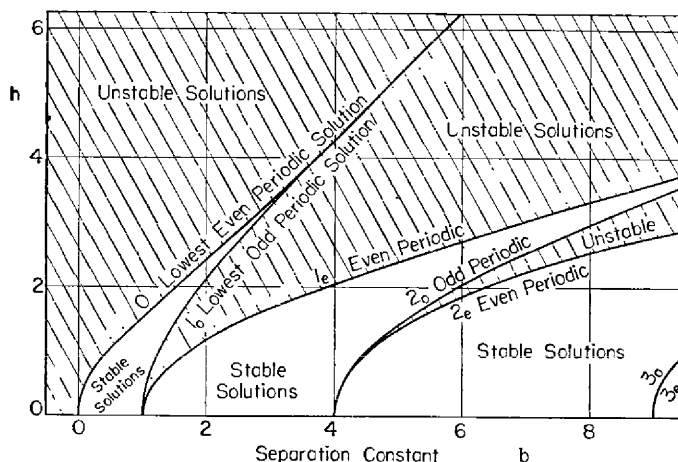 6
h
Unstable Solutions
Unstable Solutions
4
0 Lowest Even Periodic Solution
1o Lowest Odd Periodic Solution
1e Even Periodic
2o Odd Periodic
Unstable
2e Even Periodic
2
Stable Solutions
Stable
Solutions
Stable
Solutions
3o
3e
0
0 2 4 6 8
Separation Constant b